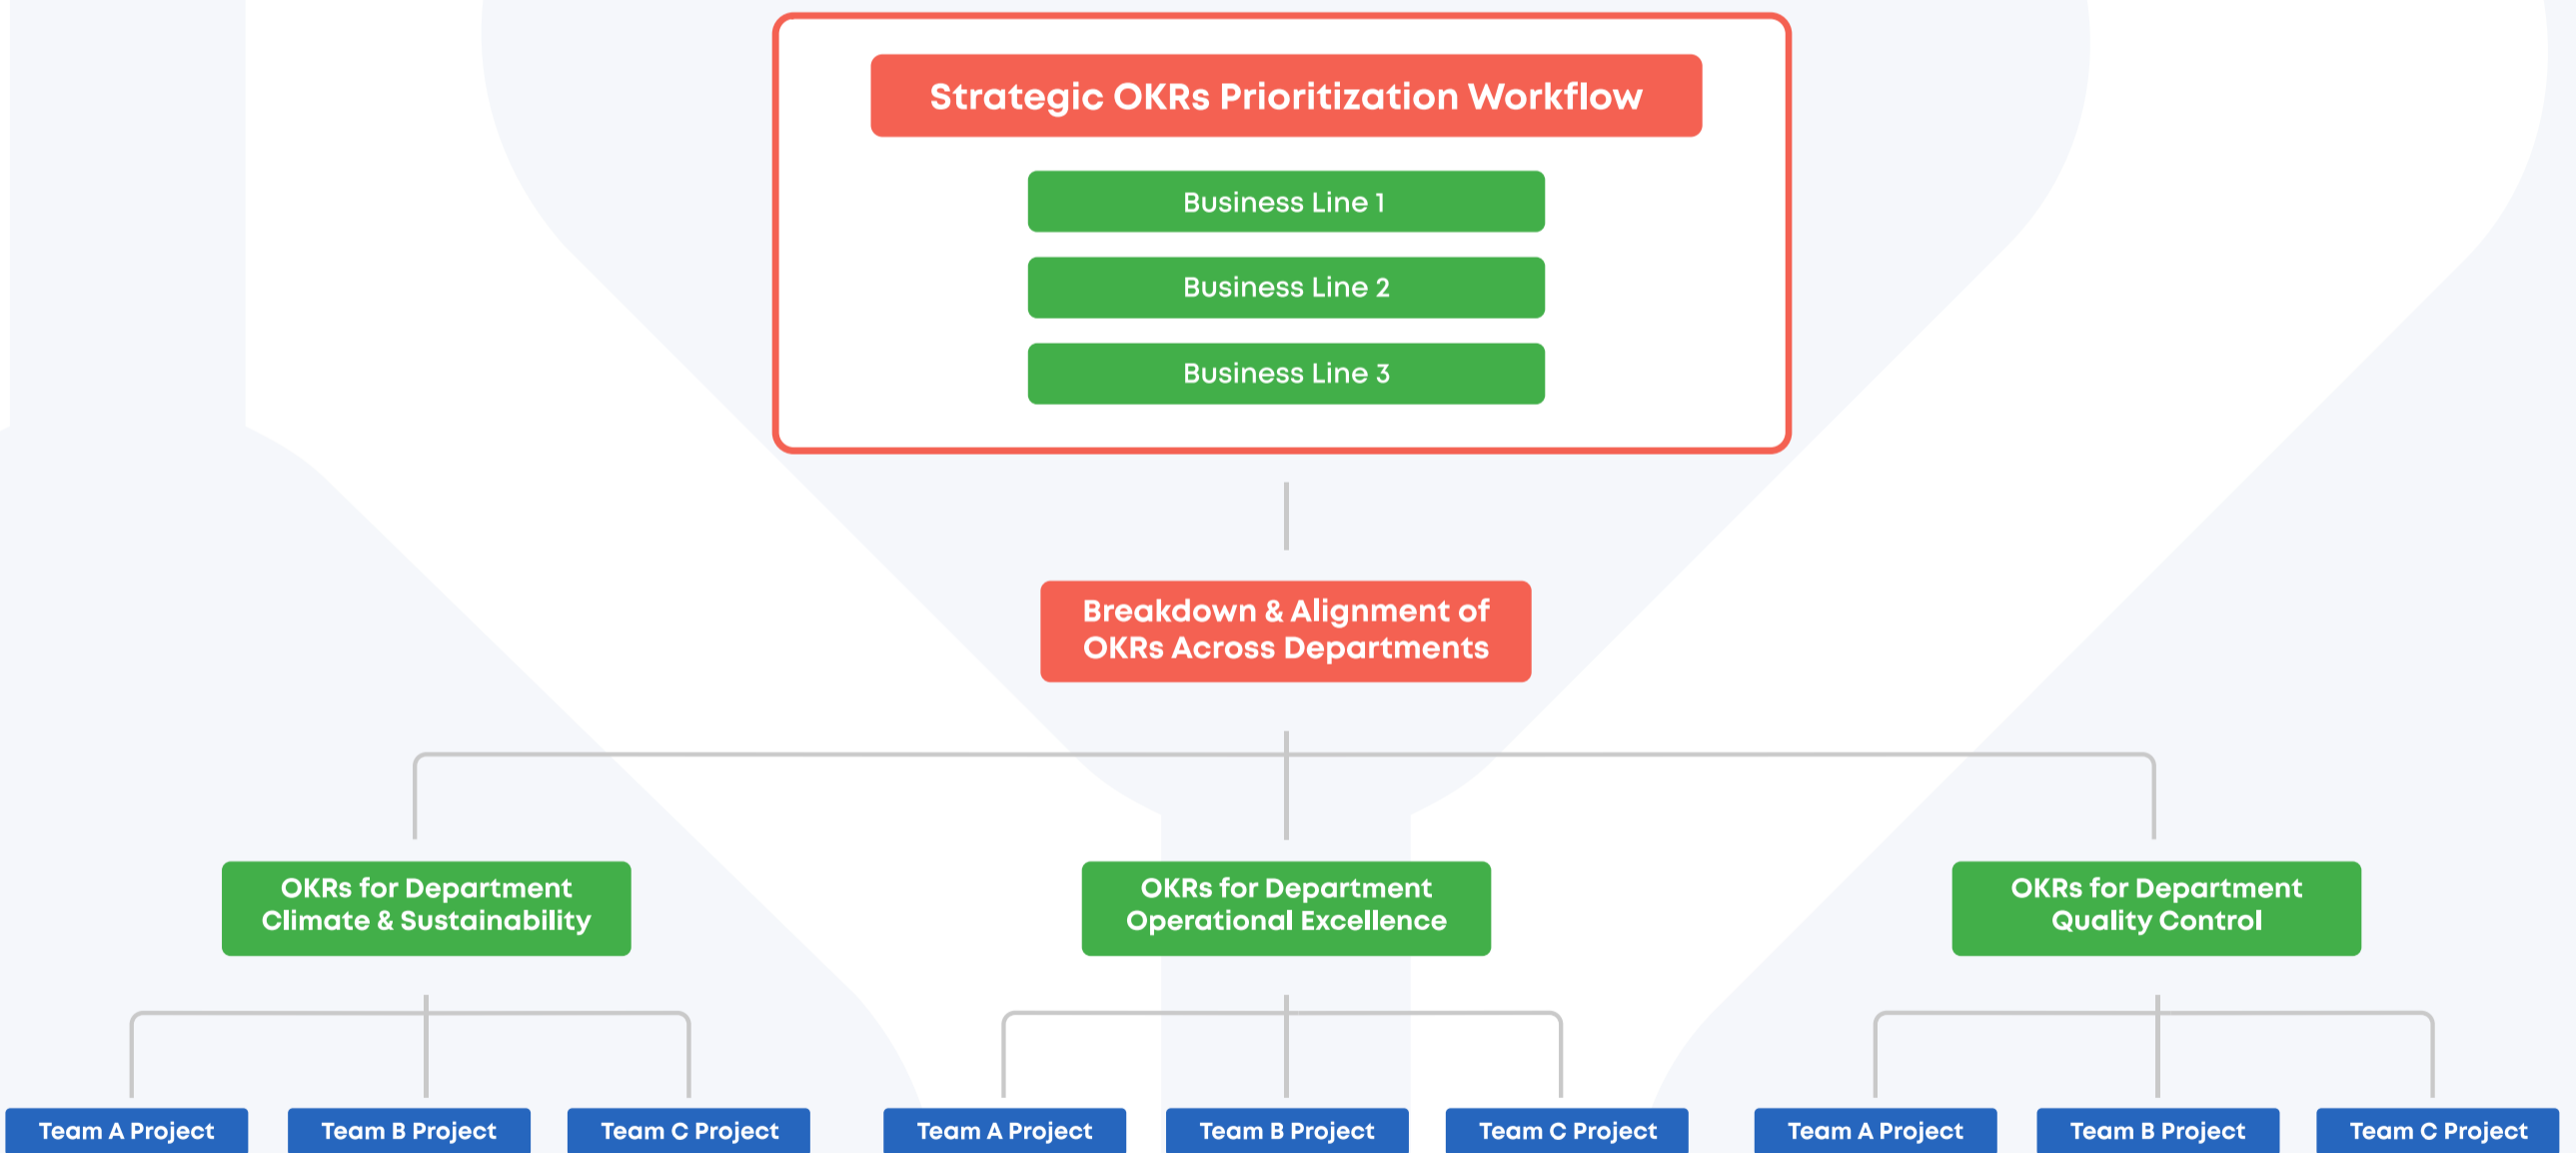 Strategic OKRs Prioritization Workflow
Business Line 1
Business Line 2
Business Line 3
Breakdown & Alignment of
OKRs Across Departments
OKRs for Department
Climate & Sustainability
OKRs for Department
Operational Excellence
OKRs for Department
Quality Control
Team A Project
Team B Project
Team C Project
Team A Project
Team B Project
Team C Project
Team A Project
Team B Project
Team C Project